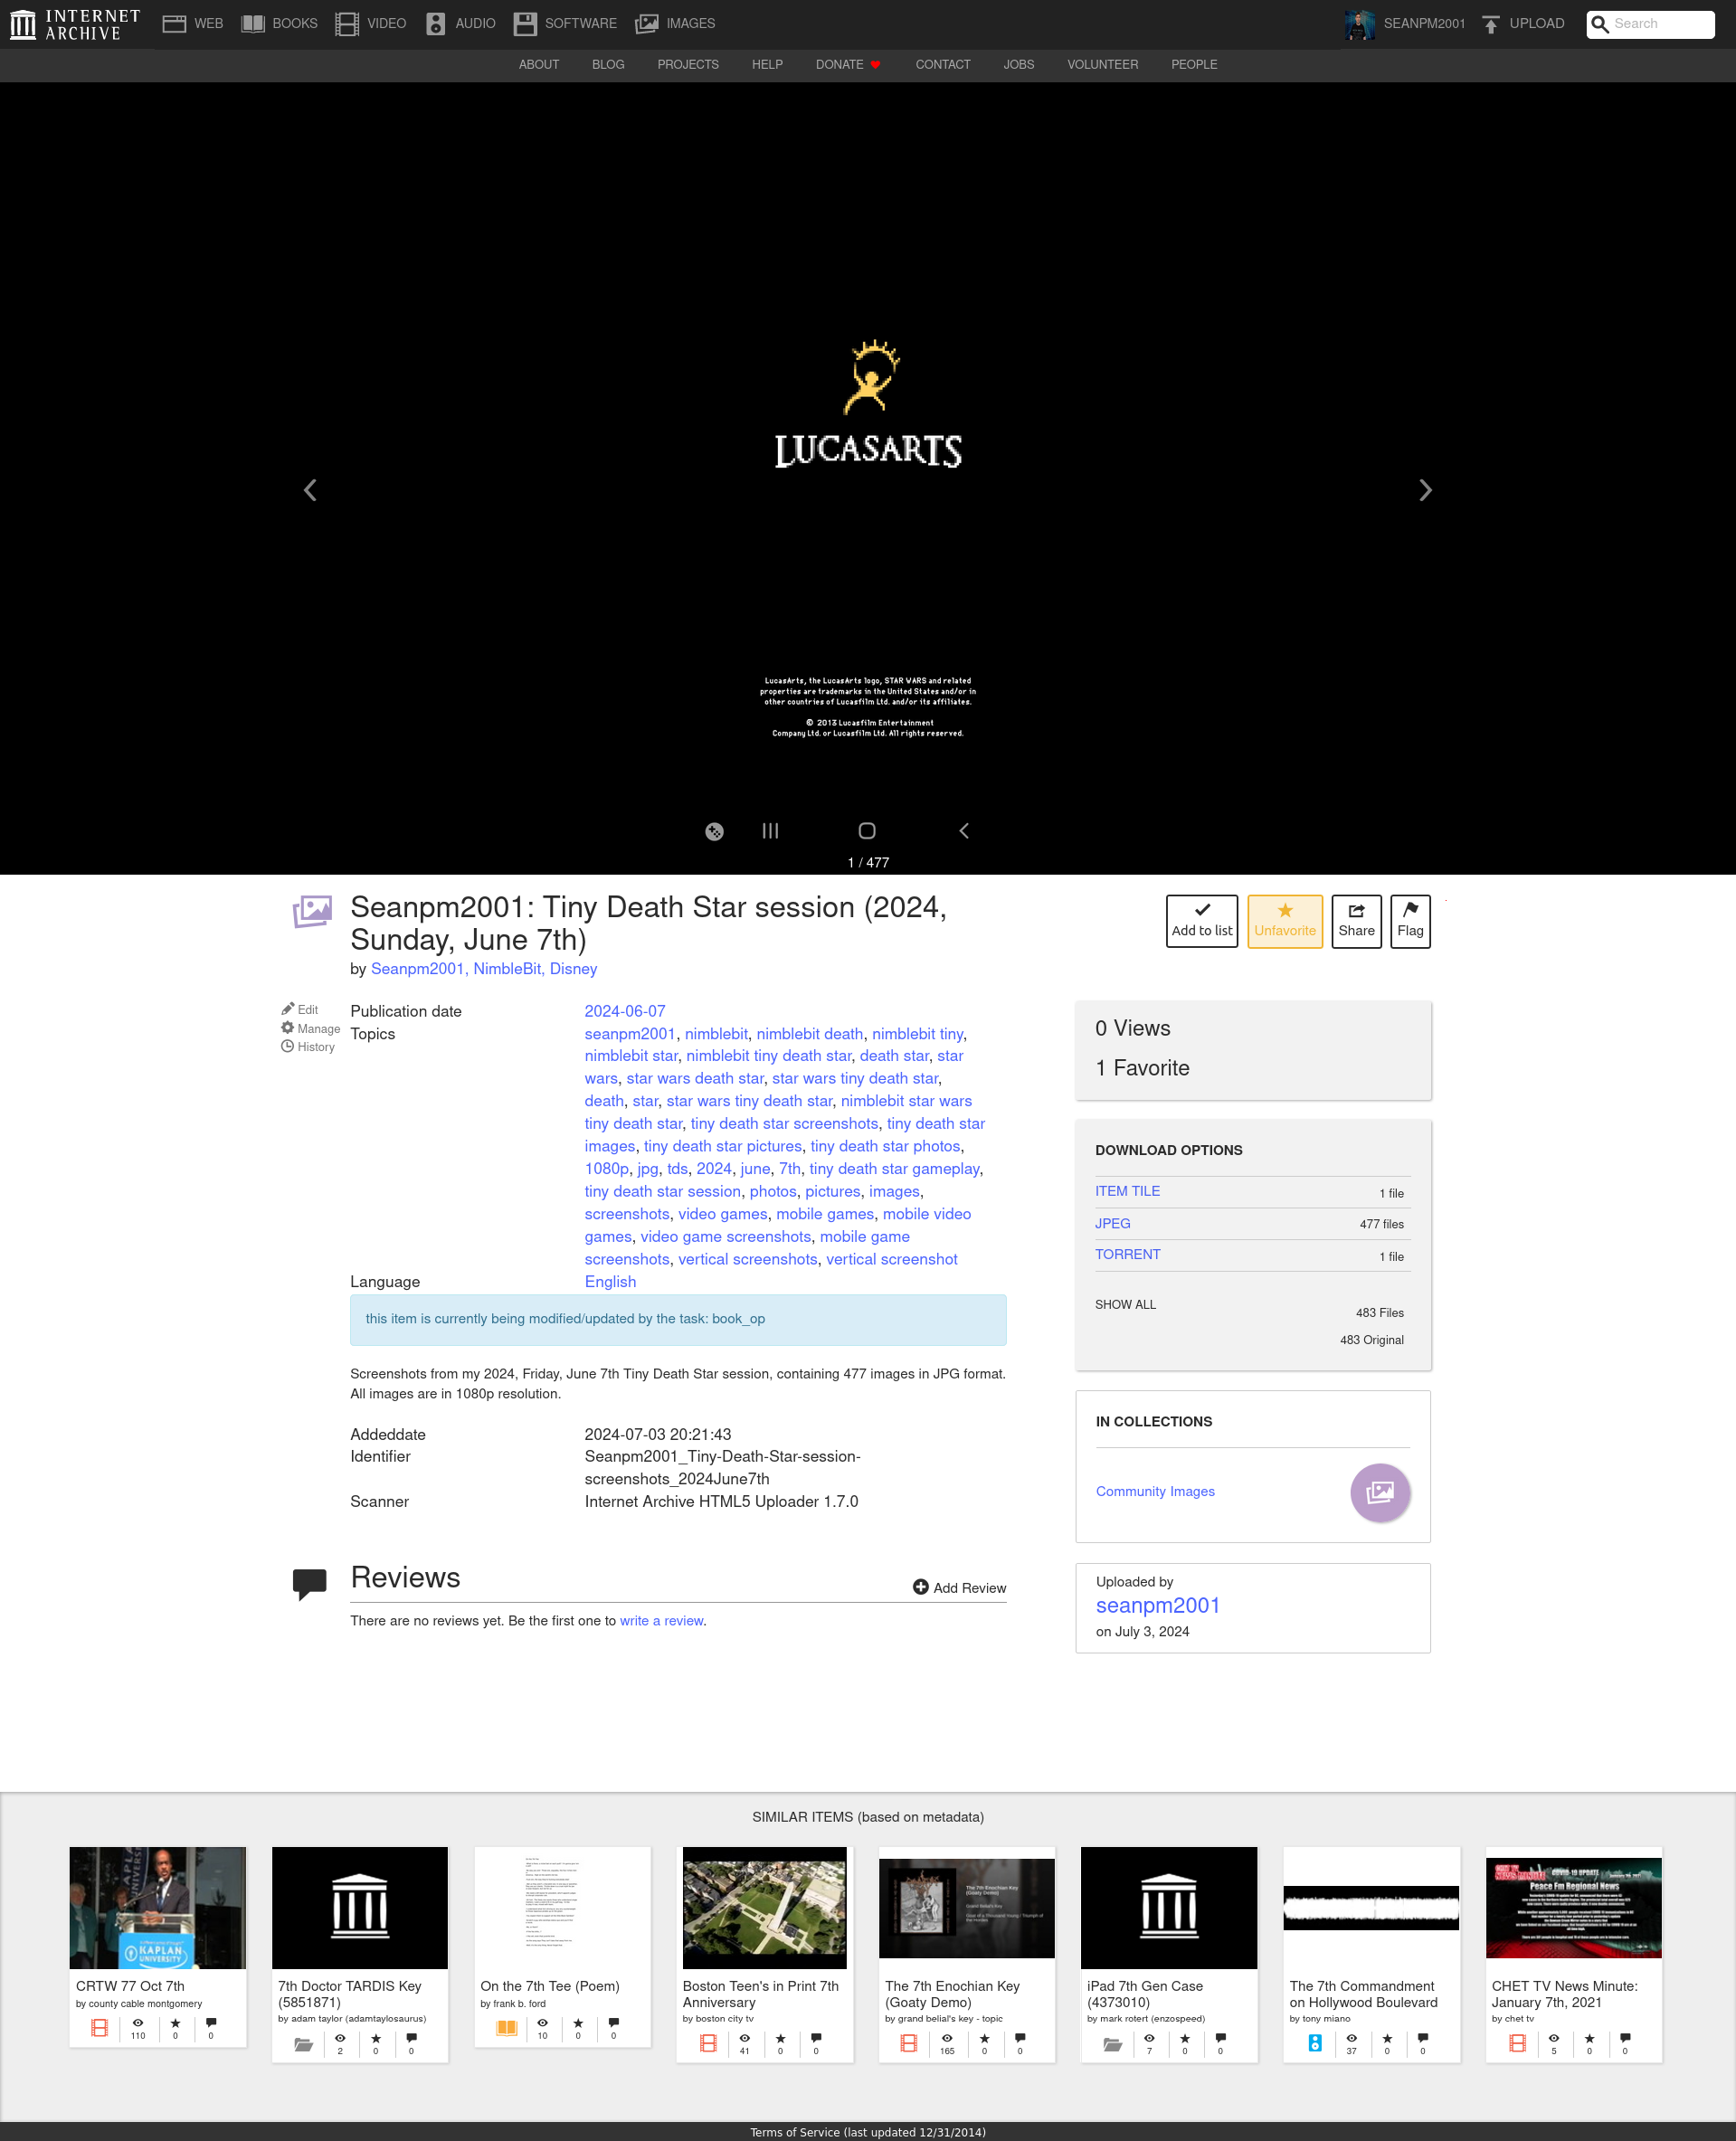 INTERNET
ARCHIVE
WEB BOOKS VIDEO AUDIO SOFTWARE IMAGES SEANPM2001 UPLOAD Search
ABOUT BLOG PROJECTS HELP DONATE CONTACT JOBS VOLUNTEER PEOPLE
LUCASARTS
LucasArts, the LucasArts logo, STAR WARS and related
properties are trademarks in the United States and/or in
other countries of Lucasfilm Ltd. and/or its affiliates.
© 2013 Lucasfilm Entertainment
Company Ltd. or Lucasfilm Ltd. All rights reserved.
1 / 477
Seanpm2001: Tiny Death Star session (2024,
Sunday, June 7th)
by Seanpm2001, NimbleBit, Disney
Add to list Unfavorite Share Flag
Edit
Manage
History
Publication date 2024-06-07
Topics seanpm2001, nimblebit, nimblebit death, nimblebit tiny,
nimblebit star, nimblebit tiny death star, death star, star
wars, star wars death star, star wars tiny death star,
death, star, star wars tiny death star, nimblebit star wars
tiny death star, tiny death star screenshots, tiny death star
images, tiny death star pictures, tiny death star photos,
1080p, jpg, tds, 2024, june, 7th, tiny death star gameplay,
tiny death star session, photos, pictures, images,
screenshots, video games, mobile games, mobile video
games, video game screenshots, mobile game
screenshots, vertical screenshots, vertical screenshot
Language English
this item is currently being modified/updated by the task: book_op
Screenshots from my 2024, Friday, June 7th Tiny Death Star session, containing 477 images in JPG format.
All images are in 1080p resolution.
Addeddate 2024-07-03 20:21:43
Identifier Seanpm2001_Tiny-Death-Star-session-
screenshots_2024June7th
Scanner Internet Archive HTML5 Uploader 1.7.0
Reviews
Add Review
There are no reviews yet. Be the first one to write a review.
0 Views
1 Favorite
DOWNLOAD OPTIONS
ITEM TILE 1 file
JPEG 477 files
TORRENT 1 file
SHOW ALL 483 Files
483 Original
IN COLLECTIONS
Community Images
Uploaded by
seanpm2001
on July 3, 2024
SIMILAR ITEMS (based on metadata)
KAPLAN
UNIVERSITY
CRTW 77 Oct 7th
by county cable montgomery
110 0 0
7th Doctor TARDIS Key
(5851871)
by adam taylor (adamtaylosaurus)
2 0 0
On the 7th Tee (Poem)
by frank b. ford
10 0 0
Boston Teen's in Print 7th
Anniversary
by boston city tv
41 0 0
The 7th Enochian Key
(Goaty Demo)
The 7th Enochian Key
(Goaty Demo)
by grand belial's key - topic
165 0 0
iPad 7th Gen Case
(4373010)
by mark rotert (enzospeed)
7 0 0
The 7th Commandment
on Hollywood Boulevard
by tony miano
37 0 0
COVID-19 UPDATE
Peace Fm Regional News
CHET TV News Minute:
January 7th, 2021
by chet tv
5 0 0
Terms of Service (last updated 12/31/2014)